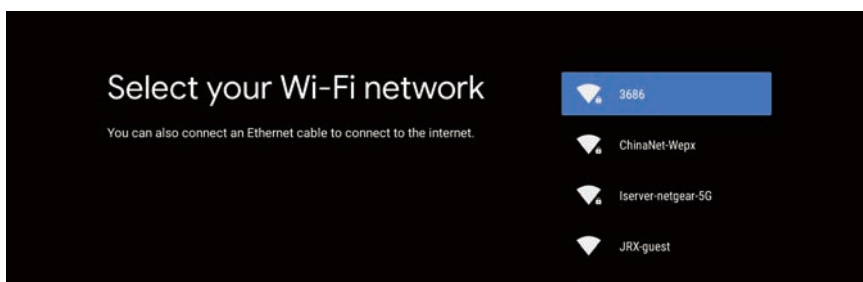 Select your Wi-Fi network
You can also connect an Ethernet cable to connect to the internet.
3686
ChinaNet-Wepx
Iserver-netgear-5G
JRX-guest